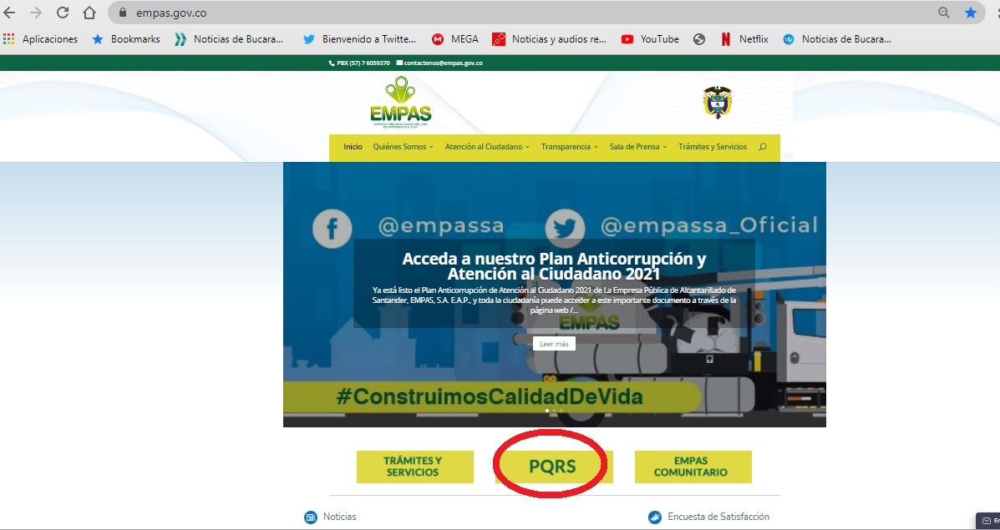 empas.gov.co
Aplicaciones Bookmarks Noticias de Bucara... Bienvenido a Twitte... MEGA Noticias y audios re... YouTube Netflix Noticias de Bucara...
PBX (57) 7 6059370 contactenos@empas.gov.co
EMPAS
Inicio Quiénes Somos Atención al Ciudadano Transparencia Sala de Prensa Trámites y Servicios
@empassa @empassa_Oficial
Acceda a nuestro Plan Anticorrupción y
Atención al Ciudadano 2021
Ya está listo el Plan Anticorrupción de Atención al Ciudadano 2021 de La Empresa Pública de Alcantarillado de
Santander, EMPAS, S.A. E.A.P., y toda la ciudadanía puede acceder a este importante documento a través de la
página web /...
EMPAS
Leer más
#ConstruimosCalidadDeVida
TRÁMITES Y
SERVICIOS
PQRS
EMPAS
COMUNITARIO
Noticias Encuesta de Satisfacción